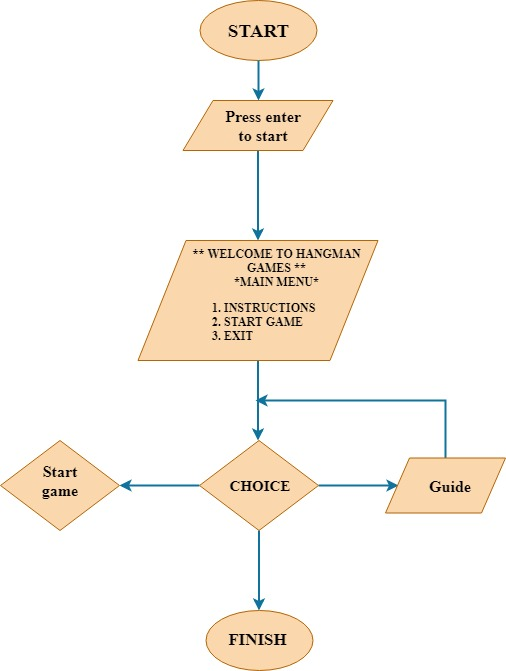 START
Press enter
to start
** WELCOME TO HANGMAN
GAMES **
*MAIN MENU*
1. INSTRUCTIONS
2. START GAME
3. EXIT
Start
game
CHOICE
Guide
FINISH